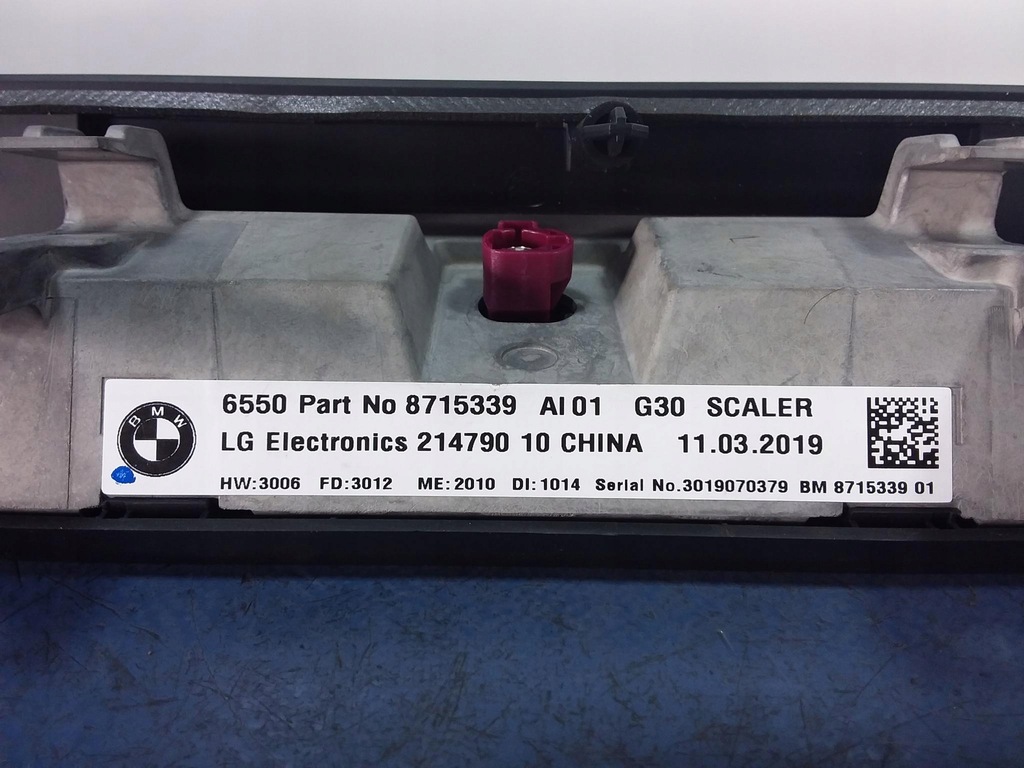 BMW
6550 Part No 8715339 AI 01 G30 SCALER
LG Electronics 214790 10 CHINA 11.03.2019
HW:3006 FD:3012 ME:2010 DI:1014 Serial No.3019070379 BM 8715339 01